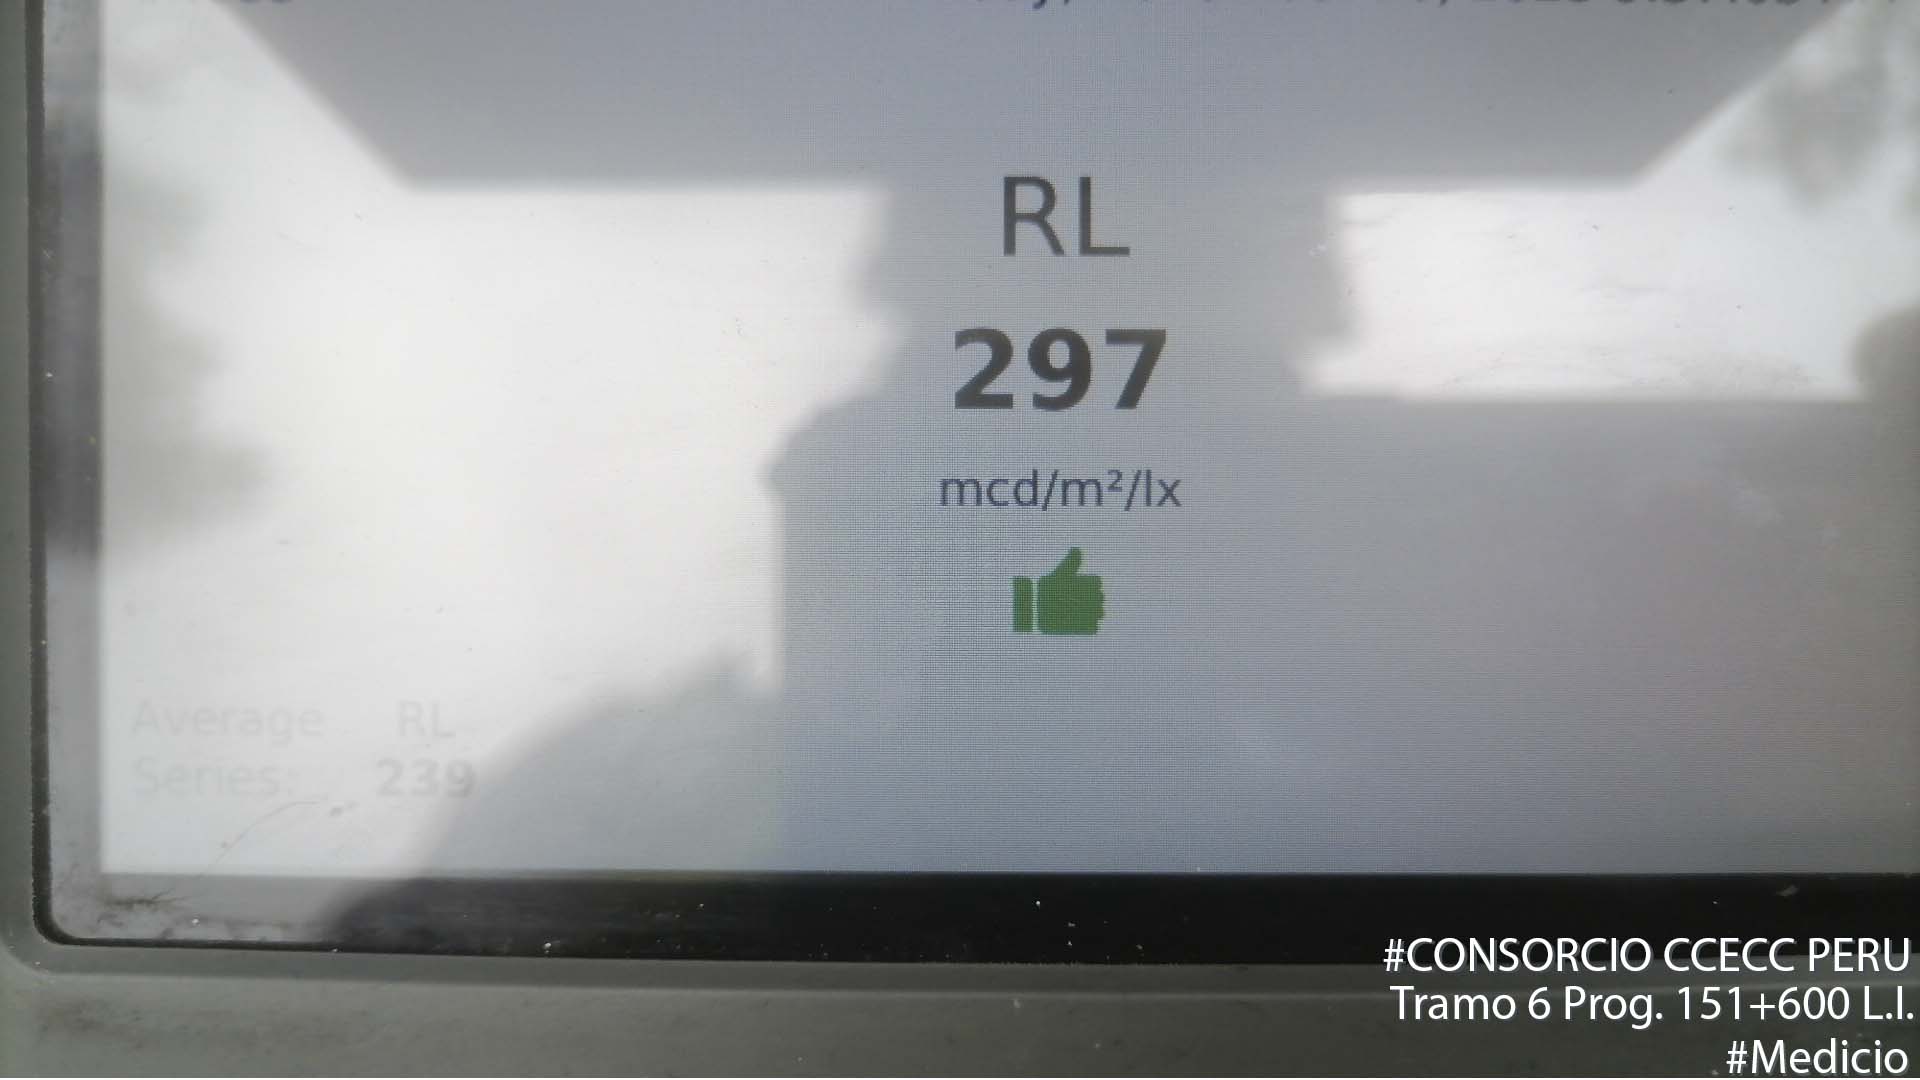 RL
297
mcd/m²/lx
Average RL
Series: 239
#CONSORCIO CCECC PERU
Tramo 6 Prog. 151+600 L.I.
#Medicio